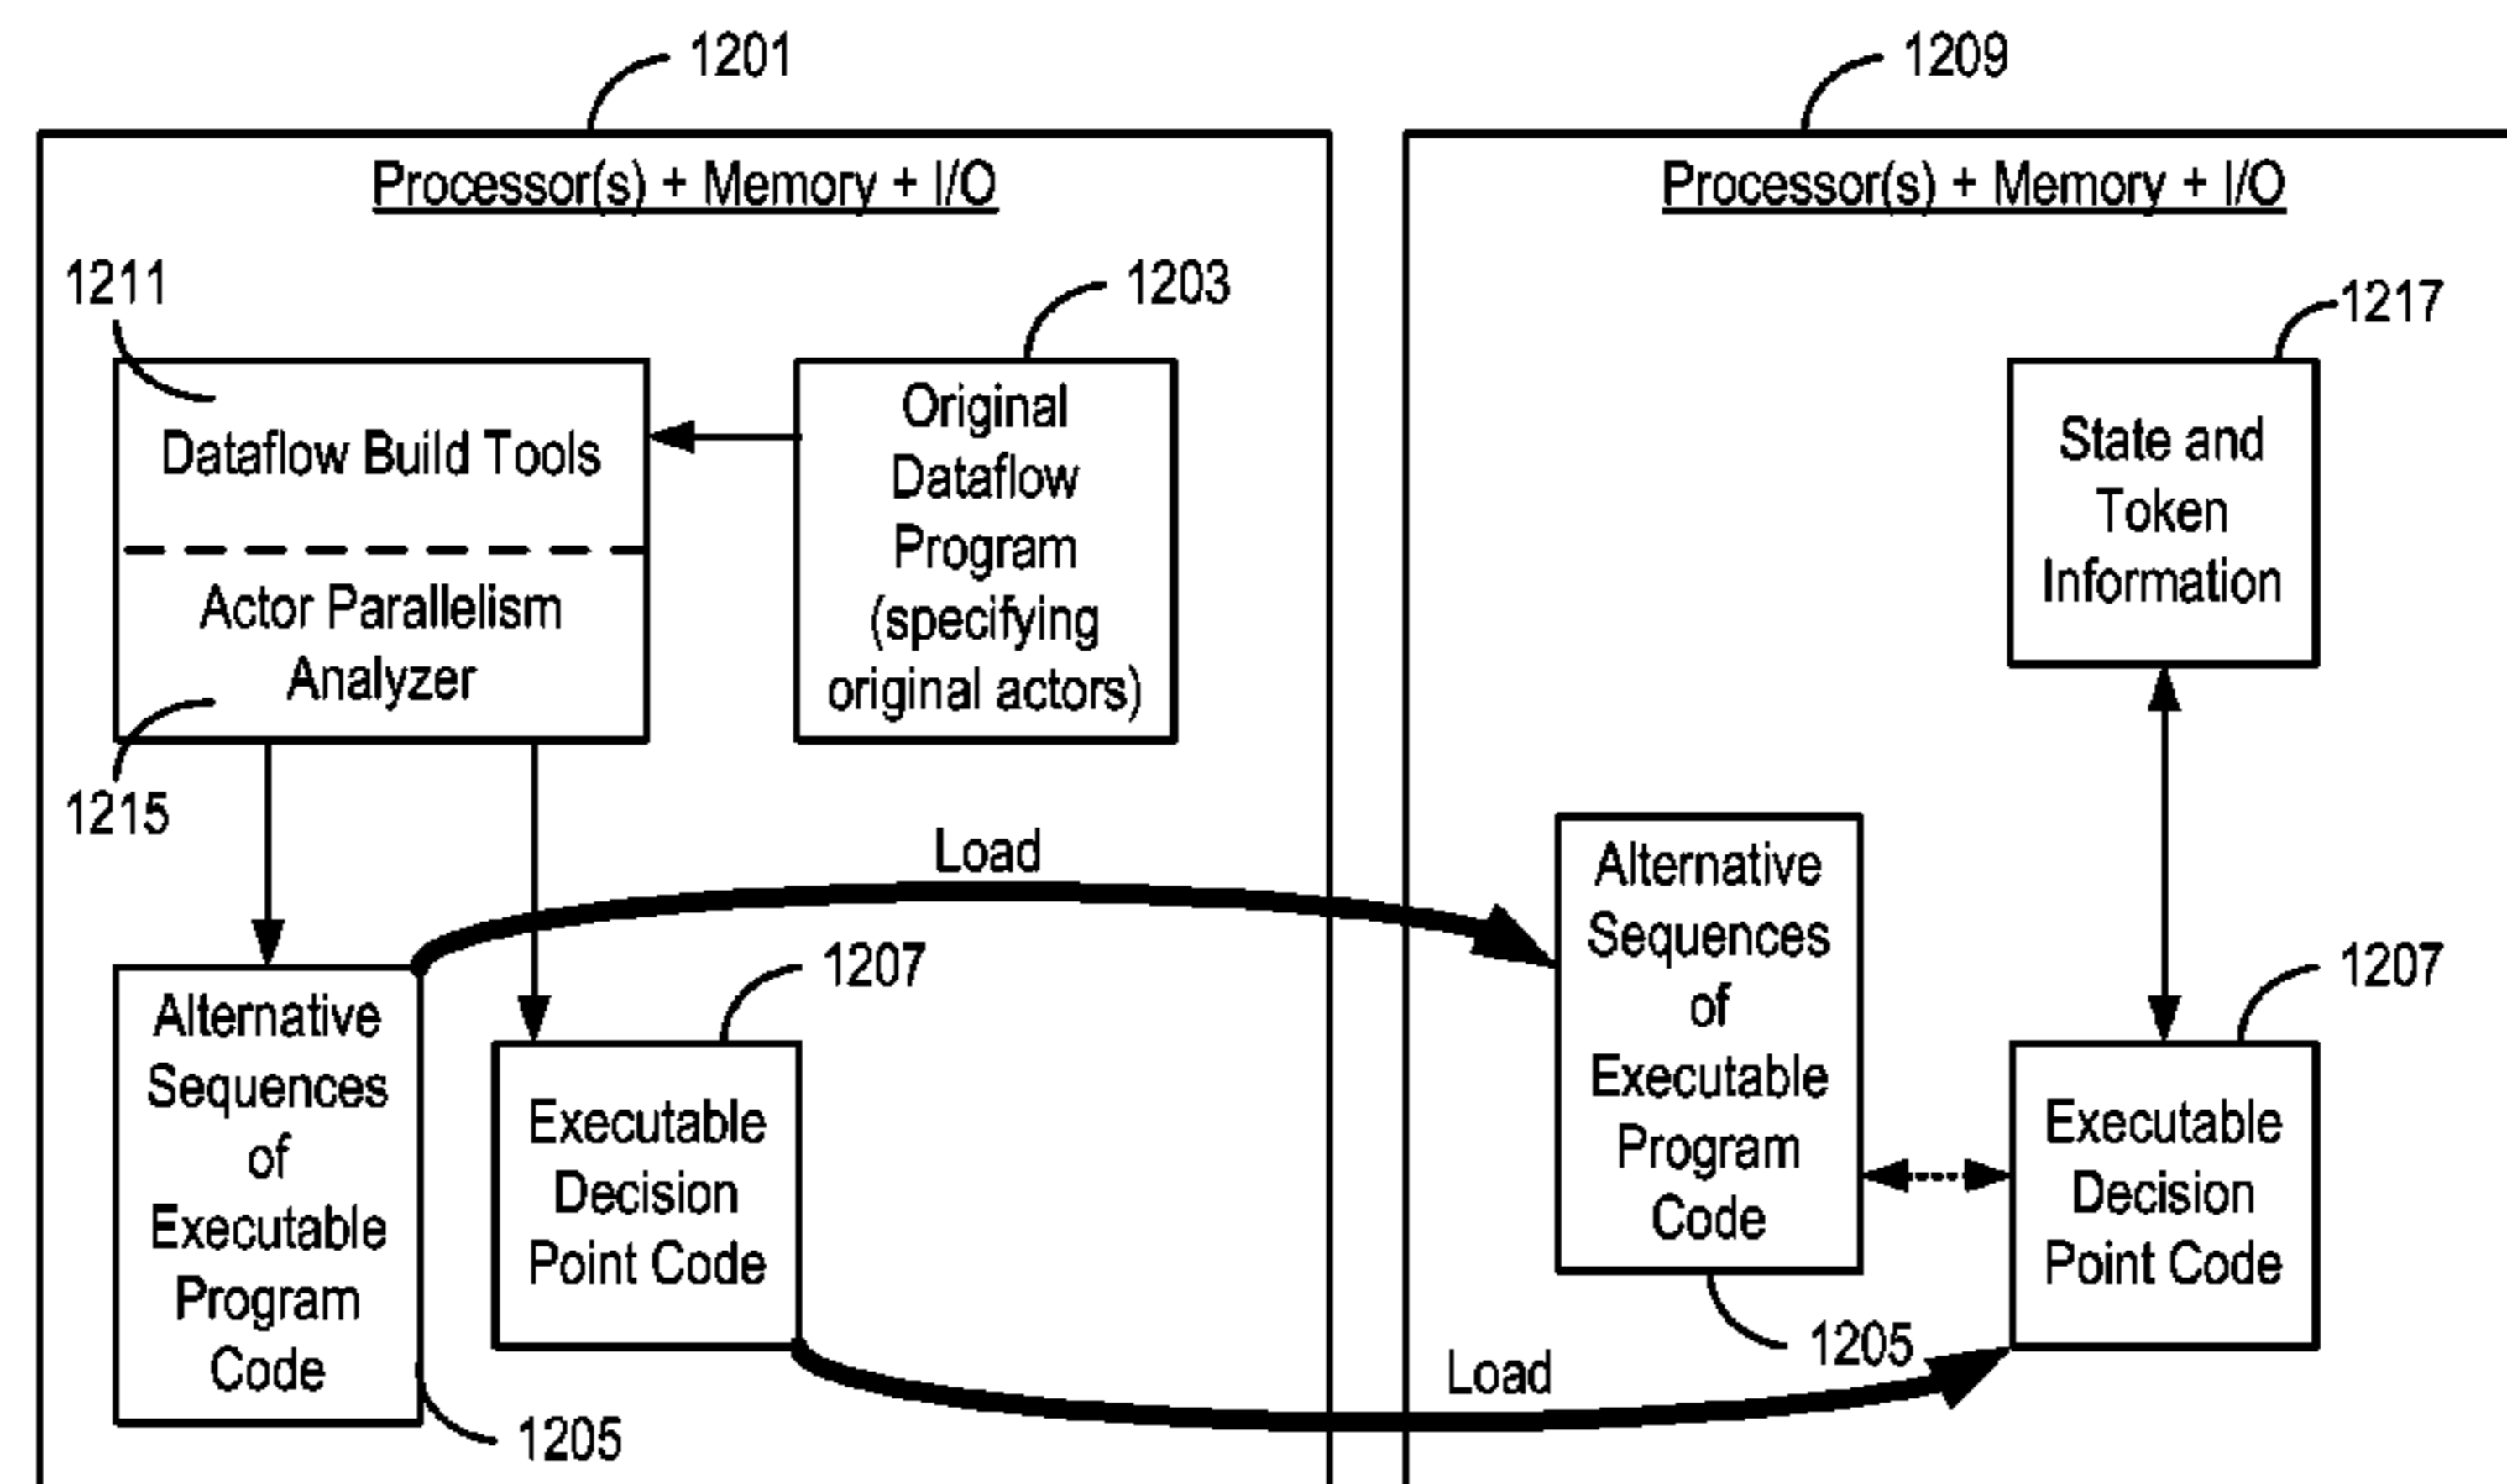 1201
1209
Processor(s) + Memory + I/O
Processor(s) + Memory + I/O
1211
1203
1217
Dataflow Build Tools
Actor Parallelism
Analyzer
1215
Original
Dataflow
Program
(specifying
original actors)
State and
Token
Information
Load
Alternative
Sequences
of
Executable
Program
Code
1205
1207
Executable
Decision
Point Code
Alternative
Sequences
of
Executable
Program
Code
1205
1207
Executable
Decision
Point Code
Load